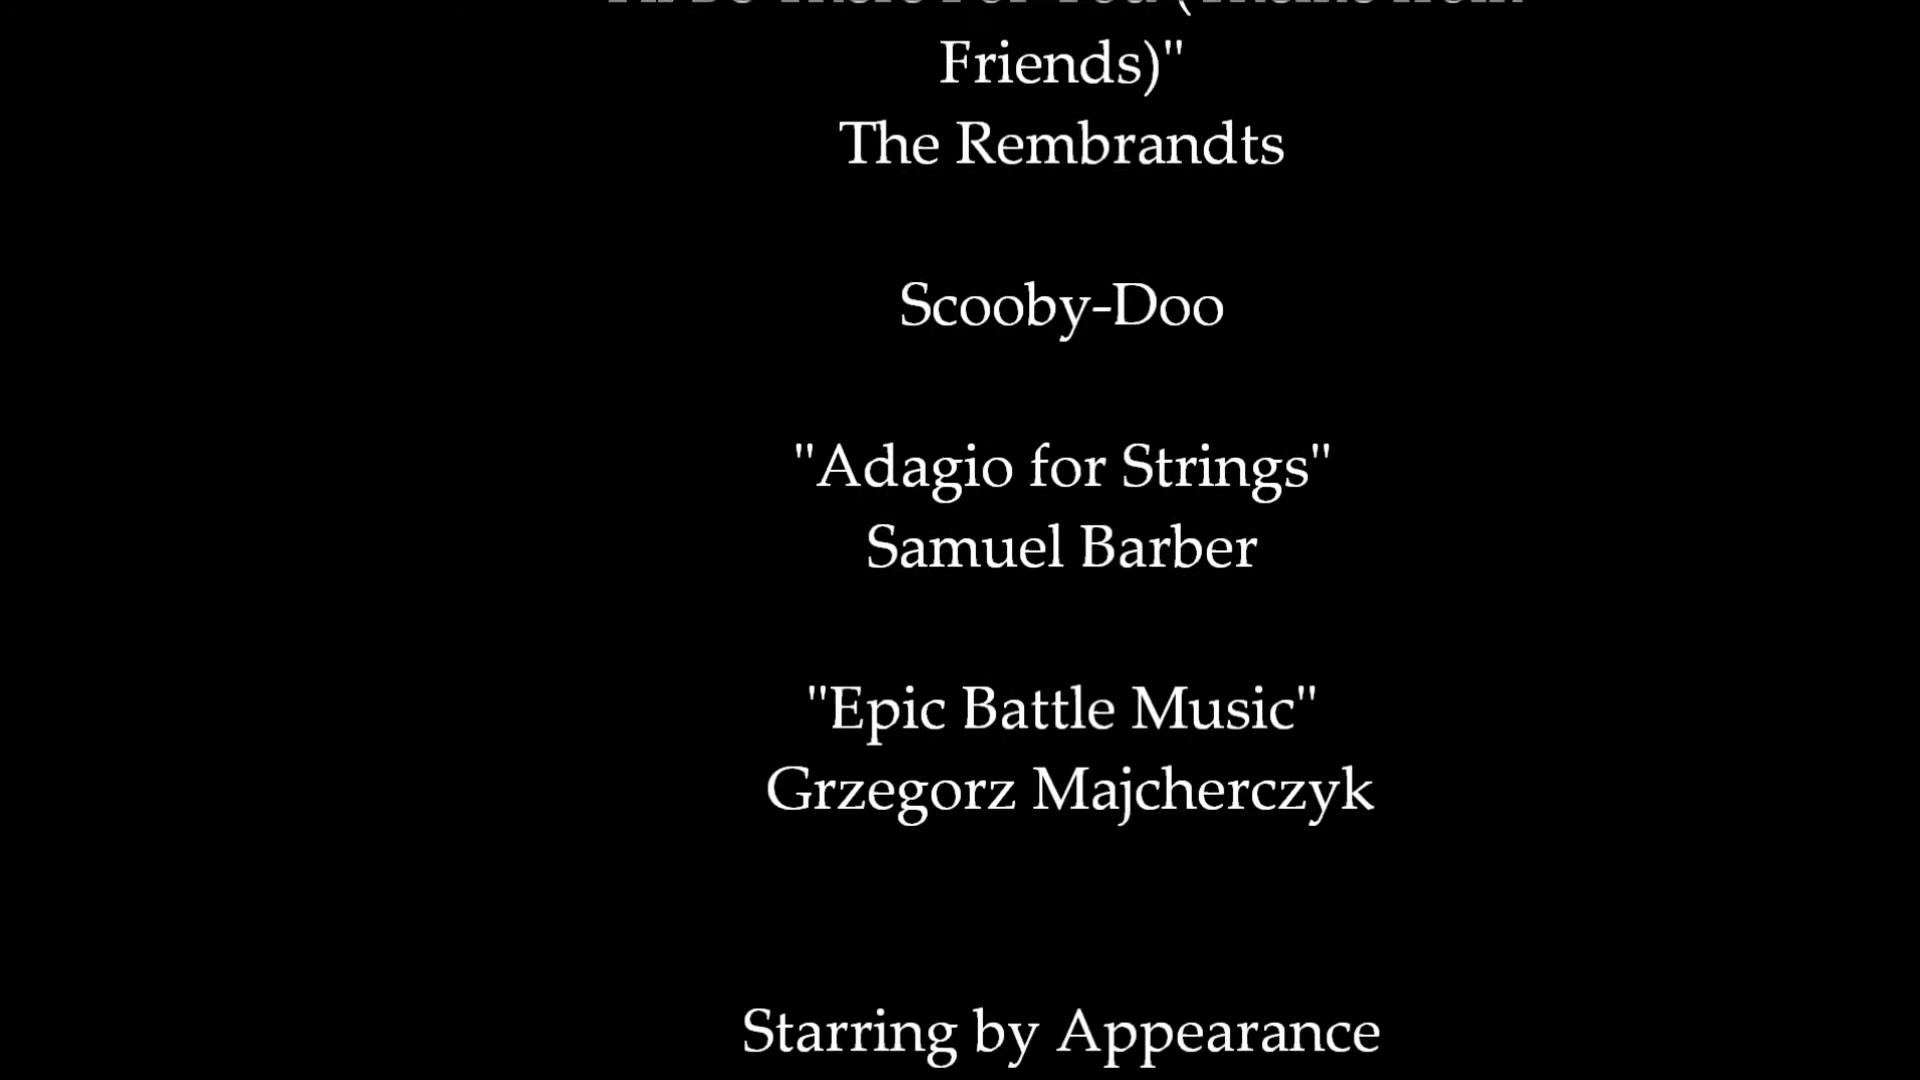 Friends)"
The Rembrandts
Scooby-Doo
"Adagio for Strings"
Samuel Barber
"Epic Battle Music"
Grzegorz Majcherczyk
Starring by Appearance